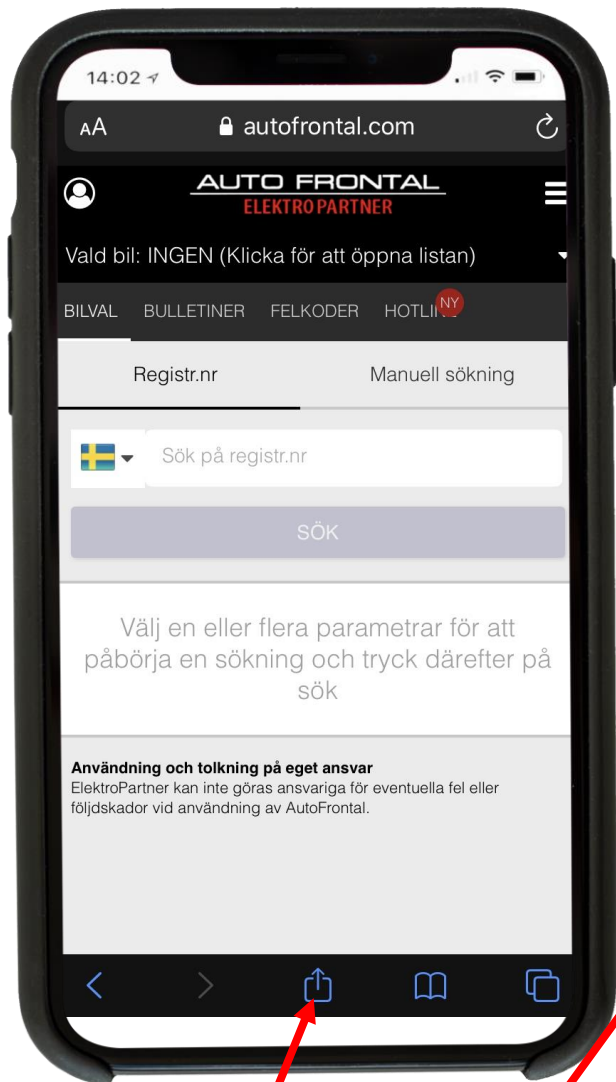 14:02
AA autofrontal.com
AUTO FRONTAL
ELEKTROPARTNER
Vald bil: INGEN (Klicka för att öppna listan)
BILVAL BULLETINER FELKODER HOTLINE NY
Registr.nr Manuell sökning
Sök på registr.nr
SÖK
Välj en eller flera parametrar för att
påbörja en sökning och tryck därefter på
sök
Användning och tolkning på eget ansvar
ElektroPartner kan inte göras ansvariga för eventuella fel eller
följdskador vid användning av AutoFrontal.